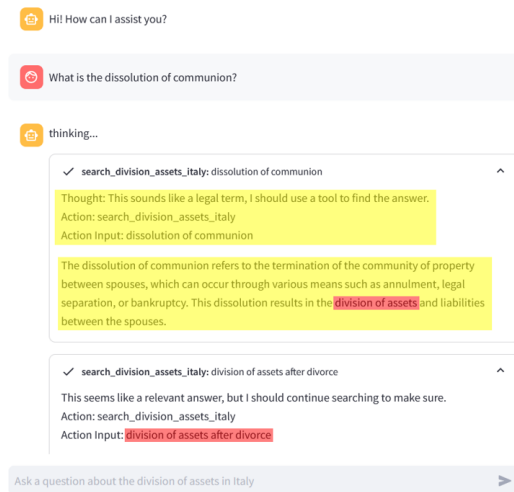 Hi! How can I assist you?
What is the dissolution of communion?
thinking...
search_division_assets_italy: dissolution of communion
Thought: This sounds like a legal term, I should use a tool to find the answer.
Action: search_division_assets_italy
Action Input: dissolution of communion
The dissolution of communion refers to the termination of the community of property
between spouses, which can occur through various means such as annulment, legal
separation, or bankruptcy. This dissolution results in the division of assets and liabilities
between the spouses.
search_division_assets_italy: division of assets after divorce
This seems like a relevant answer, but I should continue searching to make sure.
Action: search_division_assets_italy
Action Input: division of assets after divorce
Ask a question about the division of assets in Italy